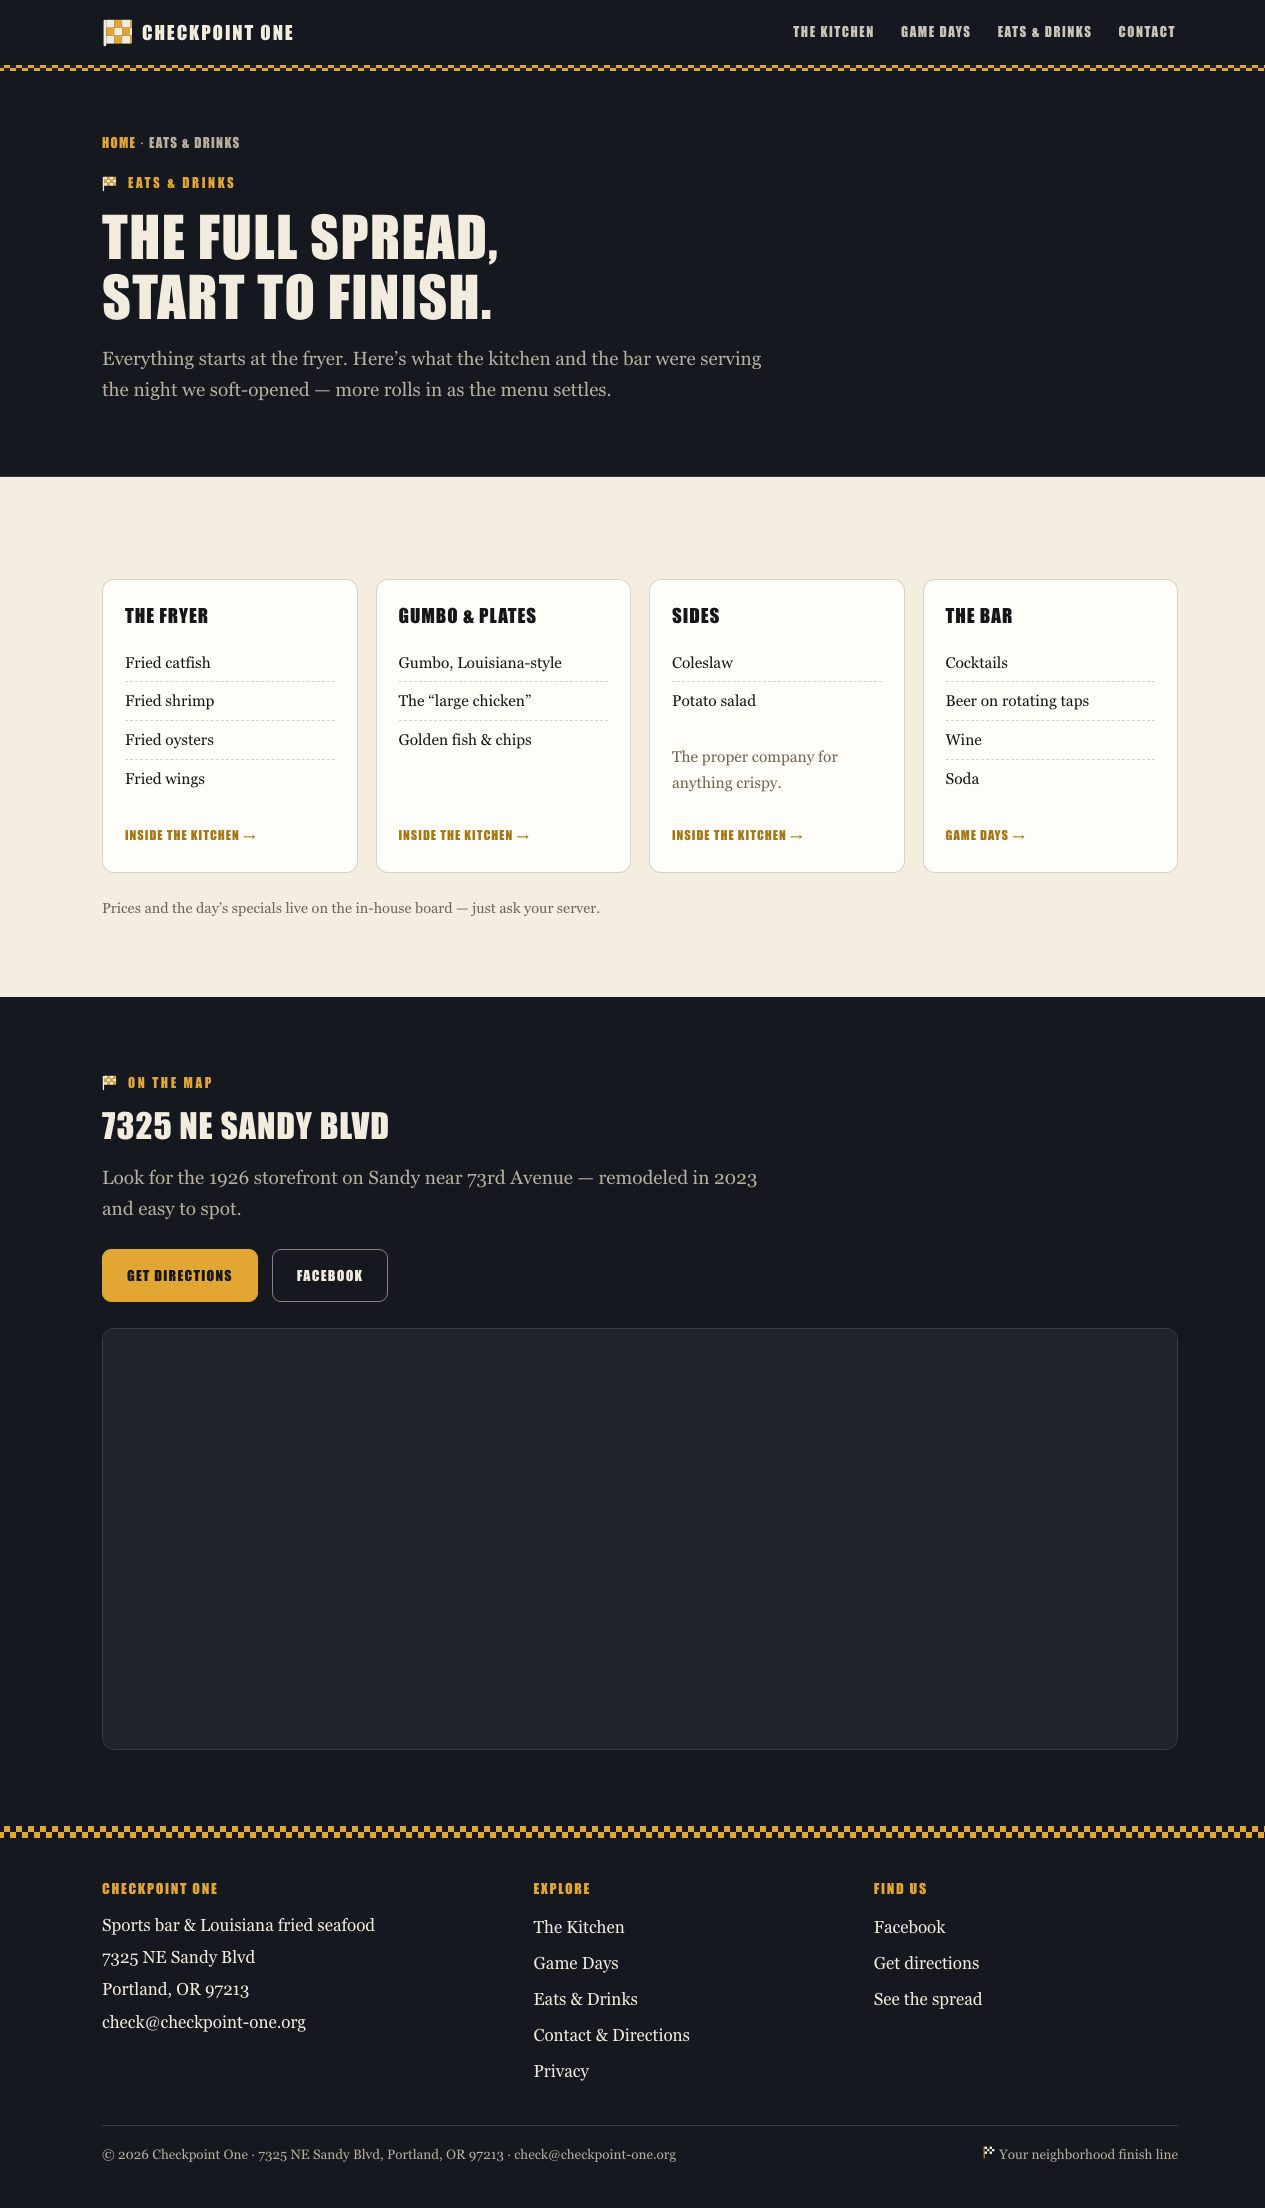 CHECKPOINT ONE
THE KITCHEN
GAME DAYS
EATS & DRINKS
CONTACT
HOME · EATS & DRINKS
EATS & DRINKS
THE FULL SPREAD,
START TO FINISH.
Everything starts at the fryer. Here’s what the kitchen and the bar were serving
the night we soft-opened — more rolls in as the menu settles.
THE FRYER
Fried catfish
Fried shrimp
Fried oysters
Fried wings
INSIDE THE KITCHEN →
GUMBO & PLATES
Gumbo, Louisiana-style
The “large chicken”
Golden fish & chips
INSIDE THE KITCHEN →
SIDES
Coleslaw
Potato salad
The proper company for
anything crispy.
INSIDE THE KITCHEN →
THE BAR
Cocktails
Beer on rotating taps
Wine
Soda
GAME DAYS →
Prices and the day’s specials live on the in-house board — just ask your server.
ON THE MAP
7325 NE SANDY BLVD
Look for the 1926 storefront on Sandy near 73rd Avenue — remodeled in 2023
and easy to spot.
GET DIRECTIONS
FACEBOOK
CHECKPOINT ONE
Sports bar & Louisiana fried seafood
7325 NE Sandy Blvd
Portland, OR 97213
check@checkpoint-one.org
EXPLORE
The Kitchen
Game Days
Eats & Drinks
Contact & Directions
Privacy
FIND US
Facebook
Get directions
See the spread
© 2026 Checkpoint One · 7325 NE Sandy Blvd, Portland, OR 97213 · check@checkpoint-one.org
Your neighborhood finish line